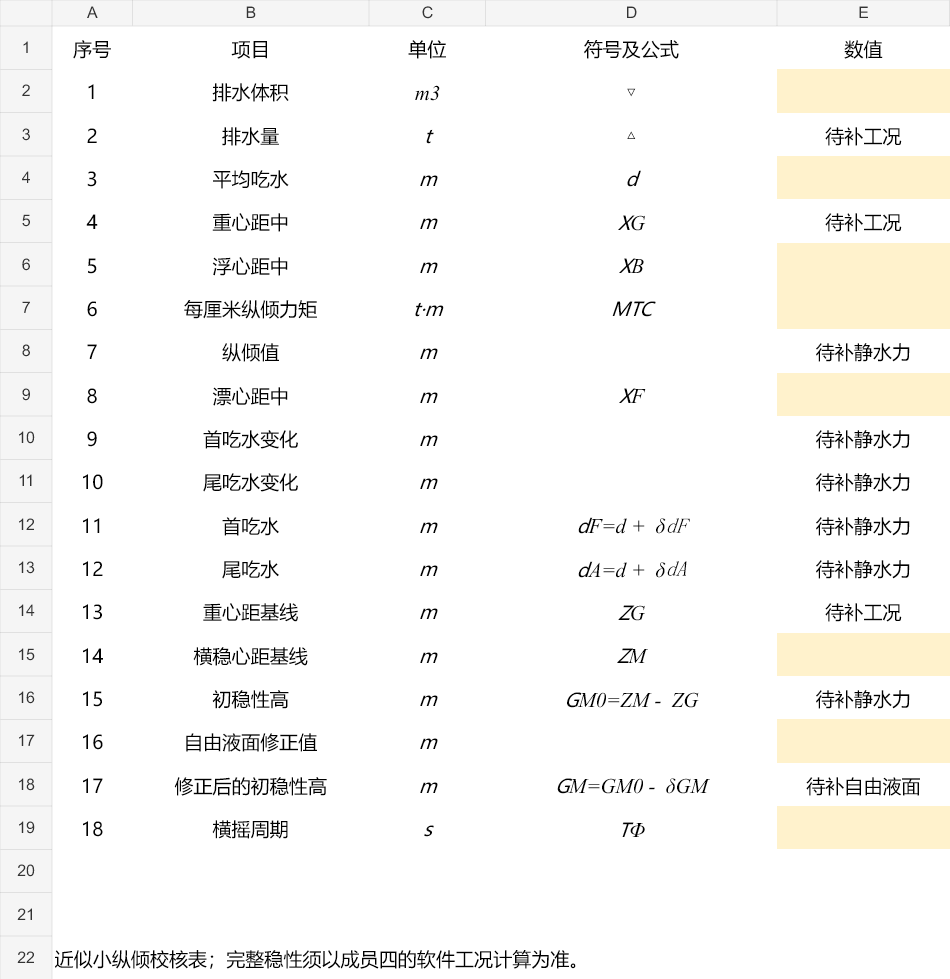 A B C D E
1 序号 项目 单位 符号及公式 数值
2 1 排水体积 m3 ▽
3 2 排水量 t △ 待补工况
4 3 平均吃水 m d
5 4 重心距中 m XG 待补工况
6 5 浮心距中 m XB
7 6 每厘米纵倾力矩 t·m MTC
8 7 纵倾值 m 待补静水力
9 8 漂心距中 m XF
10 9 首吃水变化 m 待补静水力
11 10 尾吃水变化 m 待补静水力
12 11 首吃水 m dF=d + δdF 待补静水力
13 12 尾吃水 m dA=d + δdA 待补静水力
14 13 重心距基线 m ZG 待补工况
15 14 横稳心距基线 m ZM
16 15 初稳性高 m GM0=ZM - ZG 待补静水力
17 16 自由液面修正值 m
18 17 修正后的初稳性高 m GM=GM0 - δGM 待补自由液面
19 18 横摇周期 s TΦ
20
21
22 近似小纵倾校核表；完整稳性须以成员四的软件工况计算为准。